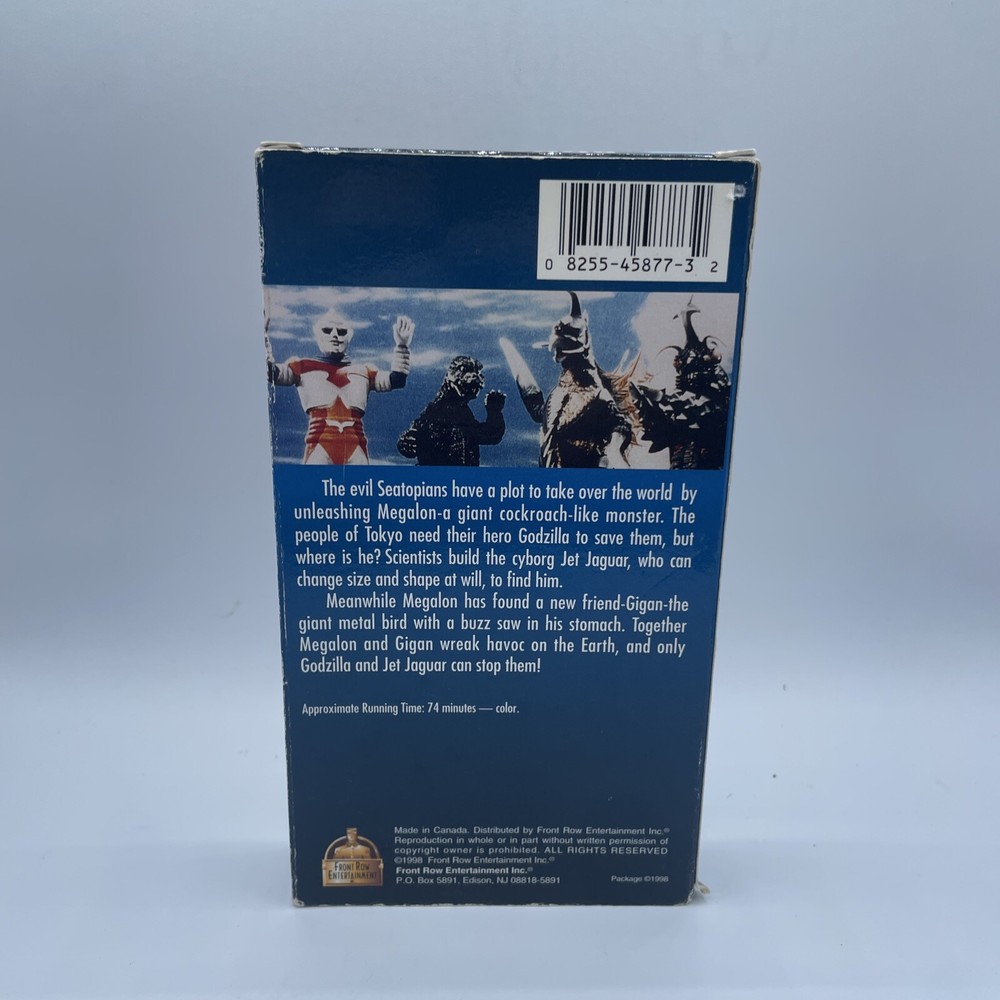 0 8255-45877-3 2
The evil Seatopians have a plot to take over the world by
unleashing Megalon-a giant cockroach-like monster. The
people of Tokyo need their hero Godzilla to save them, but
where is he? Scientists build the cyborg Jet Jaguar, who can
change size and shape at will, to find him.
Meanwhile Megalon has found a new friend-Gigan-the
giant metal bird with a buzz saw in his stomach. Together
Megalon and Gigan wreak havoc on the Earth, and only
Godzilla and Jet Jaguar can stop them!
Approximate Running Time: 74 minutes — color.
FRONT ROW
ENTERTAINMENT
Made in Canada. Distributed by Front Row Entertainment Inc.®
Reproduction in whole or in part without written permission of
copyright owner is prohibited. ALL RIGHTS RESERVED
©1998 Front Row Entertainment Inc.®
Front Row Entertainment Inc.®
P.O. Box 5891, Edison, NJ 08818-5891
Package ©1998